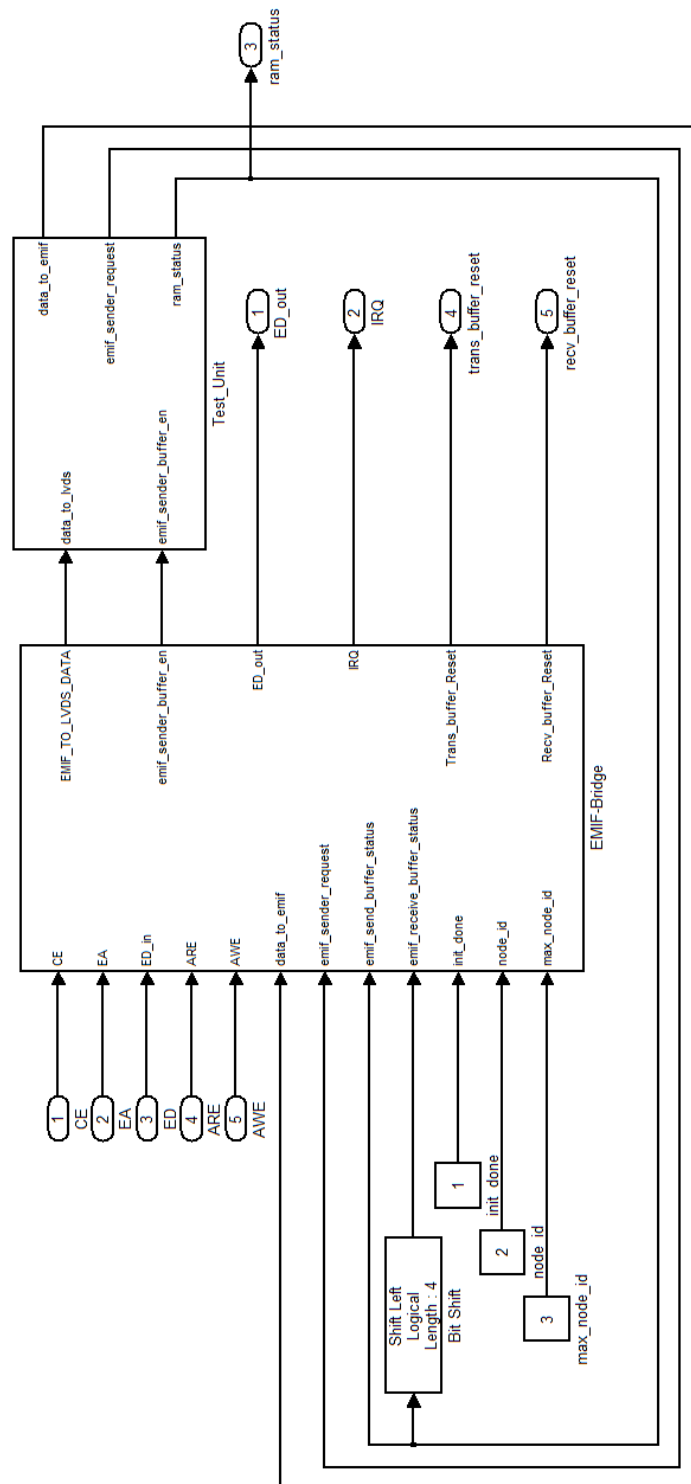 1
CE
2
EA
3
ED
4
ARE
5
AWE
Shift Left
Logical
Length : 4
Bit Shift
1
init_done
2
node_id
3
max_node_id
CE
EA
ED_in
ARE
AWE
data_to_emif
emif_sender_request
emif_send_buffer_status
emif_receive_buffer_status
init_done
node_id
max_node_id
EMIF_TO_LVDS_DATA
emif_sender_buffer_en
ED_out
IRQ
Trans_buffer_Reset
Recv_buffer_Reset
EMIF-Bridge
data_to_lvds
emif_sender_buffer_en
data_to_emif
emif_sender_request
ram_status
Test_Unit
3
ram_status
1
ED_out
2
IRQ
4
trans_buffer_reset
5
recv_buffer_reset